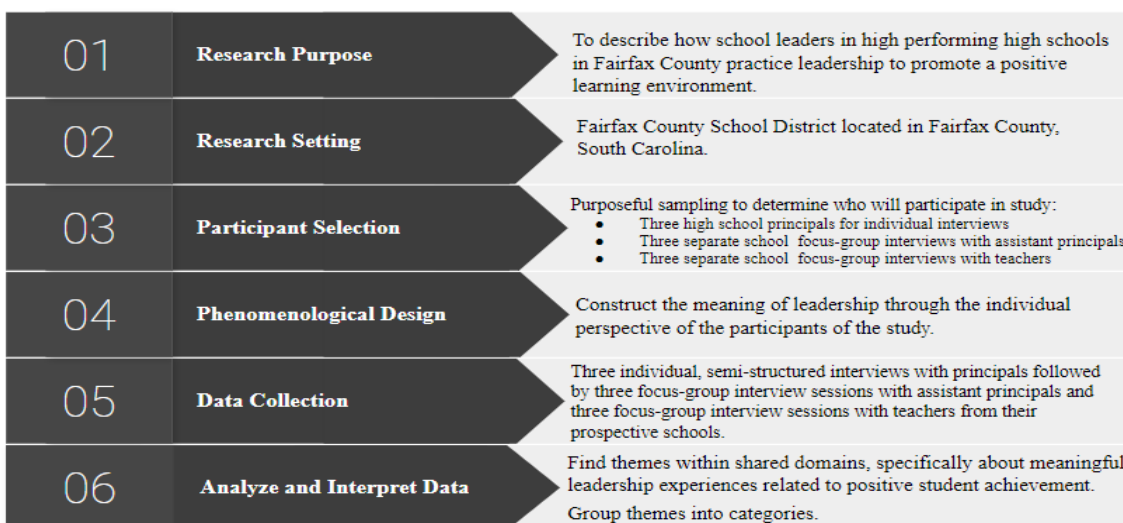 01
Research Purpose
To describe how school leaders in high performing high schools
in Fairfax County practice leadership to promote a positive
learning environment.
02
Research Setting
Fairfax County School District located in Fairfax County,
South Carolina.
03
Participant Selection
Purposeful sampling to determine who will participate in study:
● Three high school principals for individual interviews
● Three separate school focus-group interviews with assistant principals
● Three separate school focus-group interviews with teachers
04
Phenomenological Design
Construct the meaning of leadership through the individual
perspective of the participants of the study.
05
Data Collection
Three individual, semi-structured interviews with principals followed
by three focus-group interview sessions with assistant principals and
three focus-group interview sessions with teachers from their
prospective schools.
06
Analyze and Interpret Data
Find themes within shared domains, specifically about meaningful
leadership experiences related to positive student achievement.
Group themes into categories.